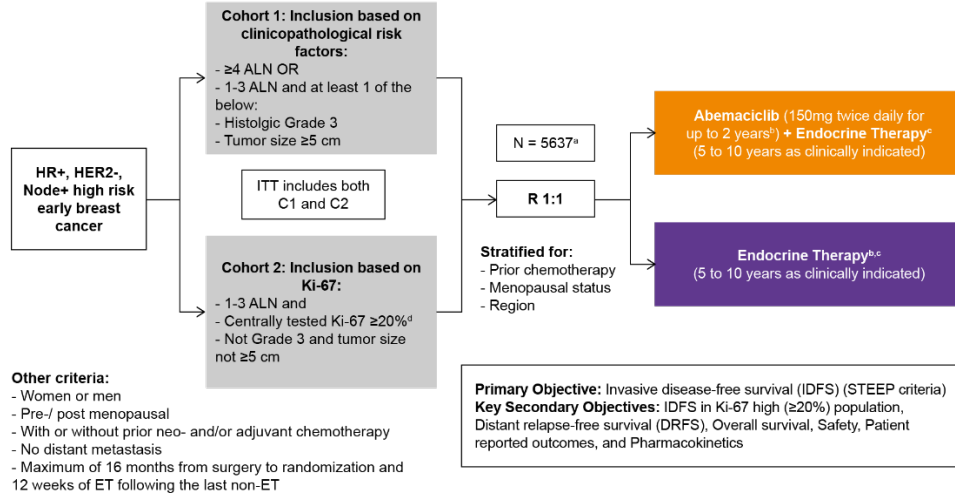 HR+, HER2-,
Node+ high risk
early breast
cancer
Cohort 1: Inclusion based on
clinicopathological risk
factors:
- ≥4 ALN OR
- 1-3 ALN and at least 1 of the
below:
- Histolgic Grade 3
- Tumor size ≥5 cm
ITT includes both
C1 and C2
Cohort 2: Inclusion based on
Ki-67:
- 1-3 ALN and
- Centrally tested Ki-67 ≥20%ᵈ
- Not Grade 3 and tumor size
not ≥5 cm
N = 5637ᵃ
R 1:1
Stratified for:
- Prior chemotherapy
- Menopausal status
- Region
Abemaciclib (150mg twice daily for
up to 2 yearsᵇ) + Endocrine Therapyᶜ
(5 to 10 years as clinically indicated)
Endocrine Therapyᵇ,ᶜ
(5 to 10 years as clinically indicated)
Other criteria:
- Women or men
- Pre-/ post menopausal
- With or without prior neo- and/or adjuvant chemotherapy
- No distant metastasis
- Maximum of 16 months from surgery to randomization and
12 weeks of ET following the last non-ET
Primary Objective: Invasive disease-free survival (IDFS) (STEEP criteria)
Key Secondary Objectives: IDFS in Ki-67 high (≥20%) population,
Distant relapse-free survival (DRFS), Overall survival, Safety, Patient
reported outcomes, and Pharmacokinetics